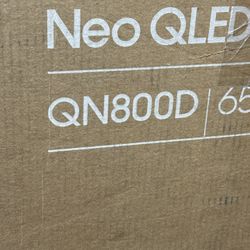 Neo QLED
QN800D | 65